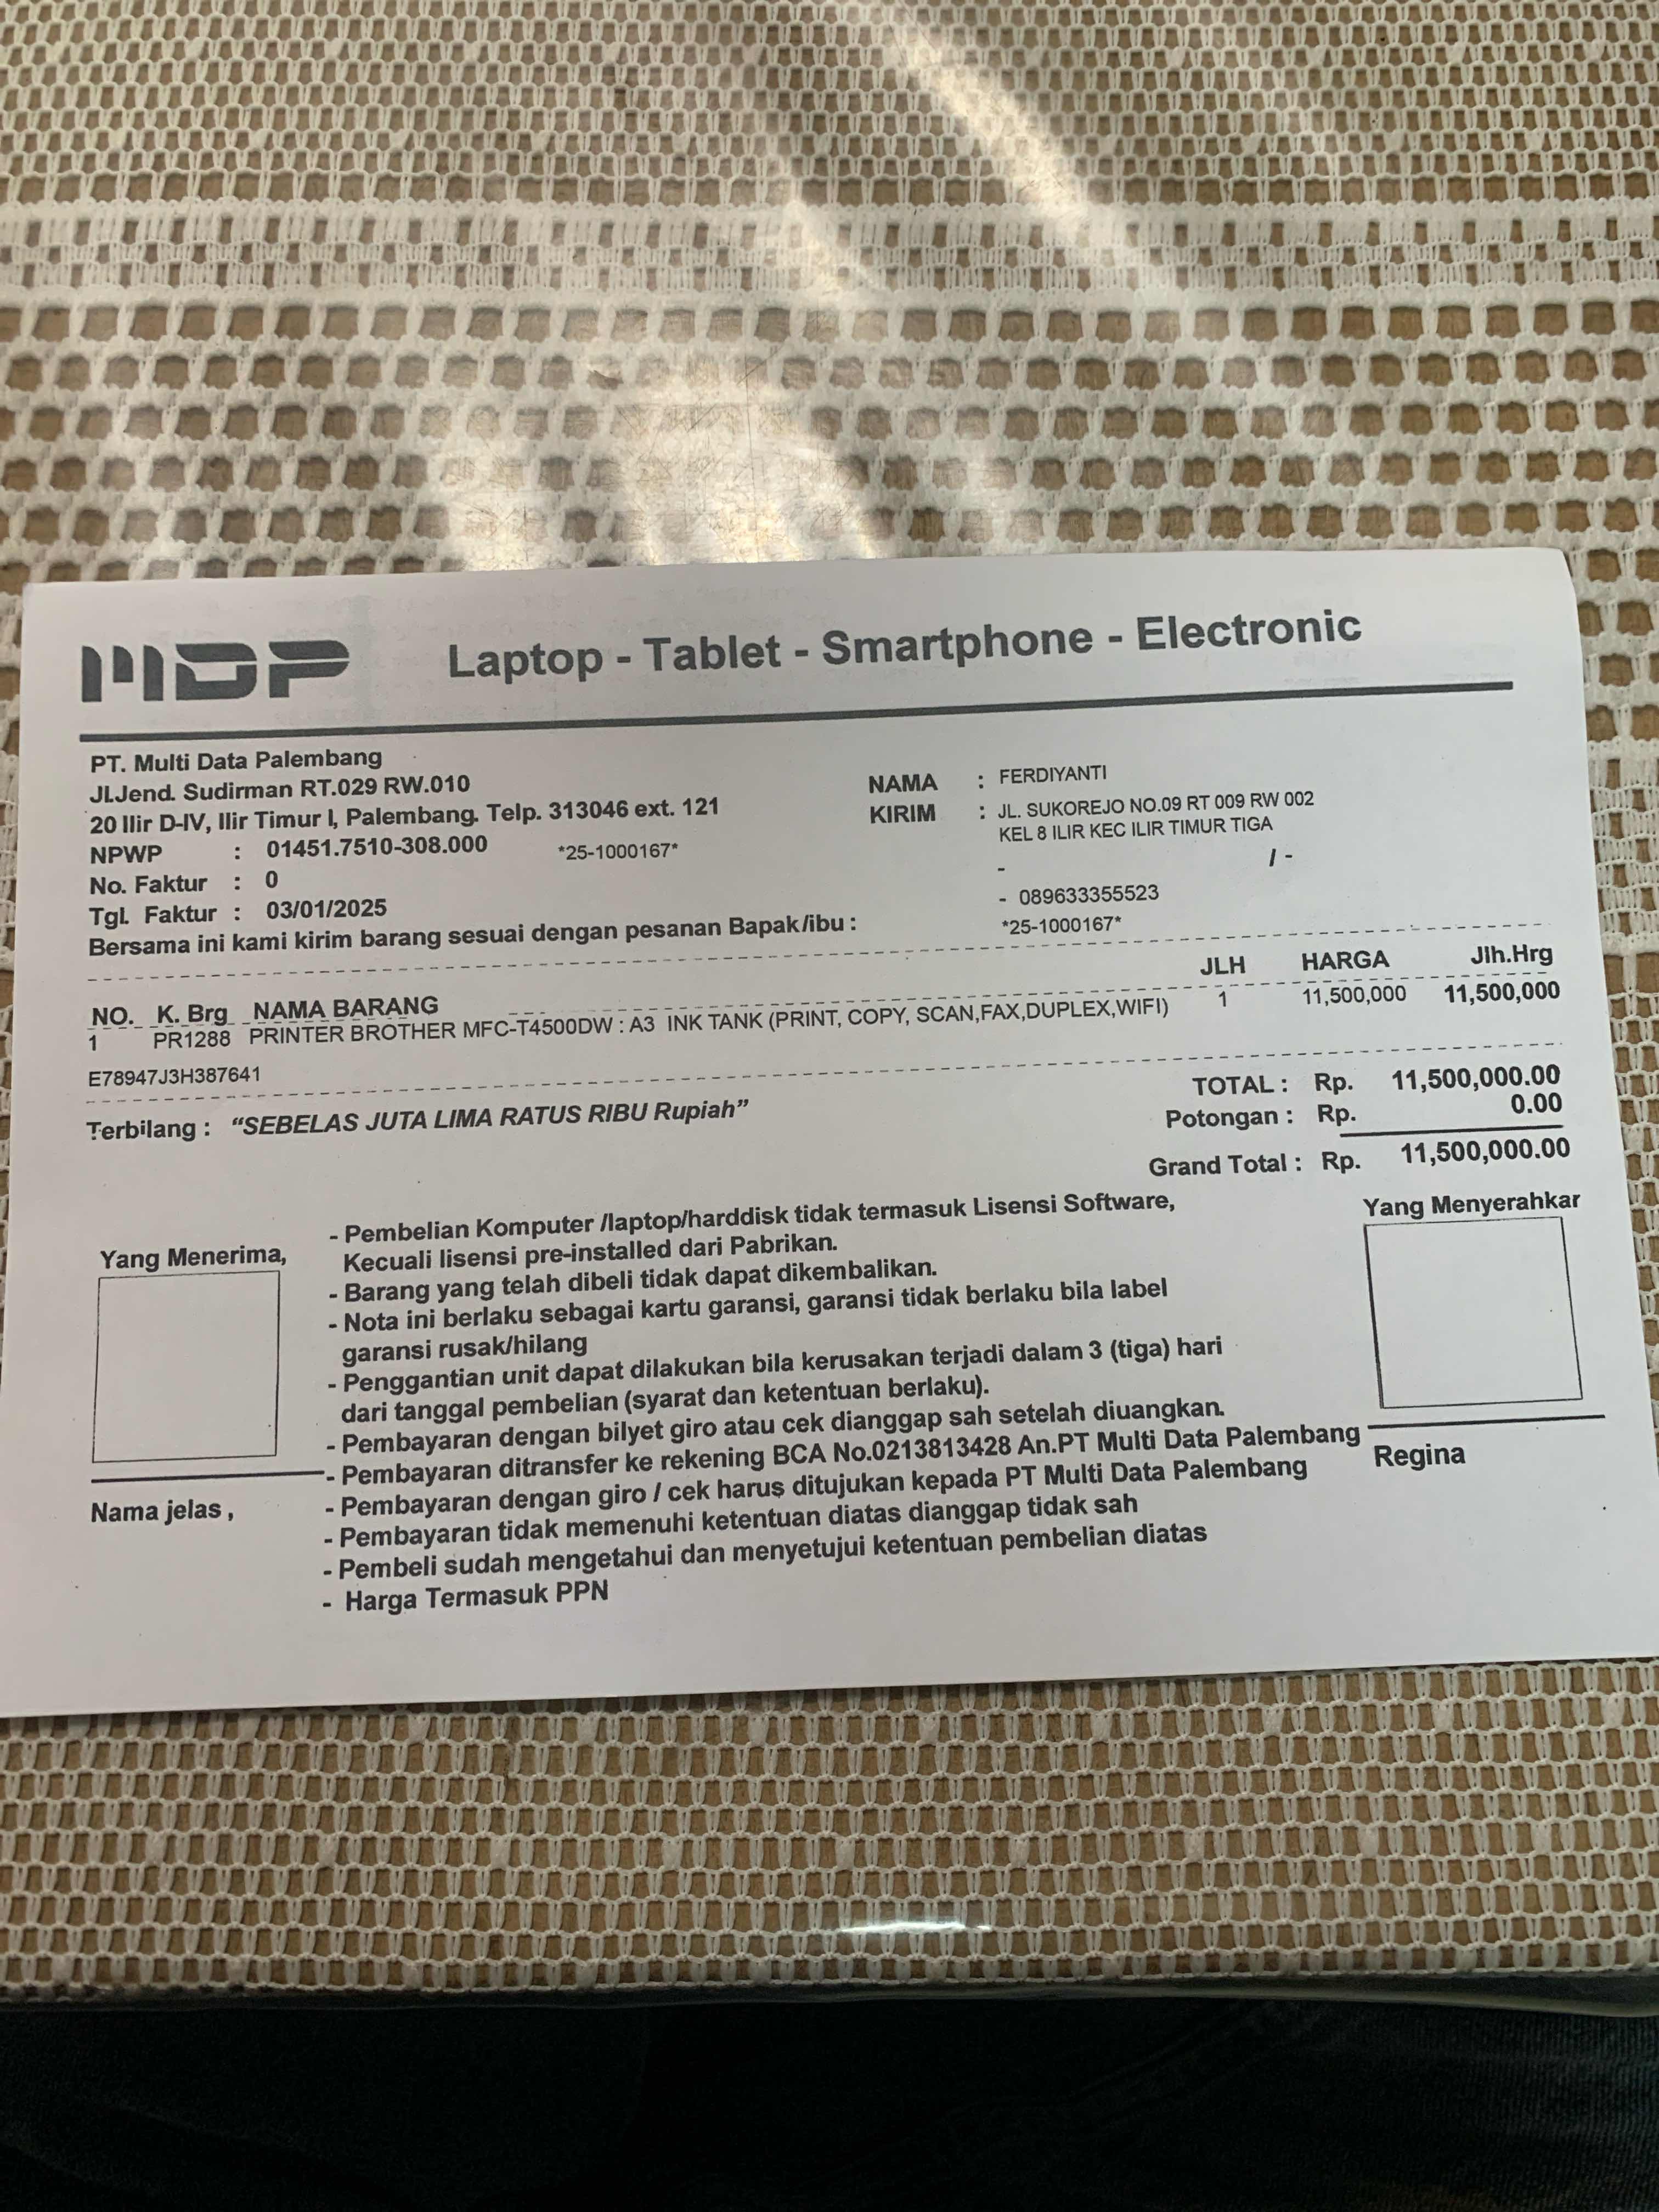 MDP Laptop - Tablet - Smartphone - Electronic
PT. Multi Data Palembang
Jl.Jend. Sudirman RT.029 RW.010
20 Ilir D-IV, Ilir Timur I, Palembang. Telp. 313046 ext. 121
NPWP : 01451.7510-308.000 *25-1000167*
No. Faktur : 0
Tgl. Faktur : 03/01/2025
Bersama ini kami kirim barang sesuai dengan pesanan Bapak/ibu :
NAMA : FERDIYANTI
KIRIM : JL. SUKOREJO NO.09 RT 009 RW 002
KEL 8 ILIR KEC ILIR TIMUR TIGA
- / -
- 089633355523
*25-1000167*
NO. K. Brg NAMA BARANG JLH HARGA Jlh.Hrg
1 PR1288 PRINTER BROTHER MFC-T4500DW : A3 INK TANK (PRINT, COPY, SCAN,FAX,DUPLEX,WIFI) 1 11,500,000 11,500,000
E78947J3H387641
Terbilang : “SEBELAS JUTA LIMA RATUS RIBU Rupiah”
TOTAL : Rp. 11,500,000.00
Potongan : Rp. 0.00
Grand Total : Rp. 11,500,000.00
Yang Menerima,
Nama jelas ,
- Pembelian Komputer /laptop/harddisk tidak termasuk Lisensi Software,
Kecuali lisensi pre-installed dari Pabrikan.
- Barang yang telah dibeli tidak dapat dikembalikan.
- Nota ini berlaku sebagai kartu garansi, garansi tidak berlaku bila label
garansi rusak/hilang
- Penggantian unit dapat dilakukan bila kerusakan terjadi dalam 3 (tiga) hari
dari tanggal pembelian (syarat dan ketentuan berlaku).
- Pembayaran dengan bilyet giro atau cek dianggap sah setelah diuangkan.
- Pembayaran ditransfer ke rekening BCA No.0213813428 An.PT Multi Data Palembang
- Pembayaran dengan giro / cek harus ditujukan kepada PT Multi Data Palembang
- Pembayaran tidak memenuhi ketentuan diatas dianggap tidak sah
- Pembeli sudah mengetahui dan menyetujui ketentuan pembelian diatas
- Harga Termasuk PPN
Yang Menyerahkar
Regina